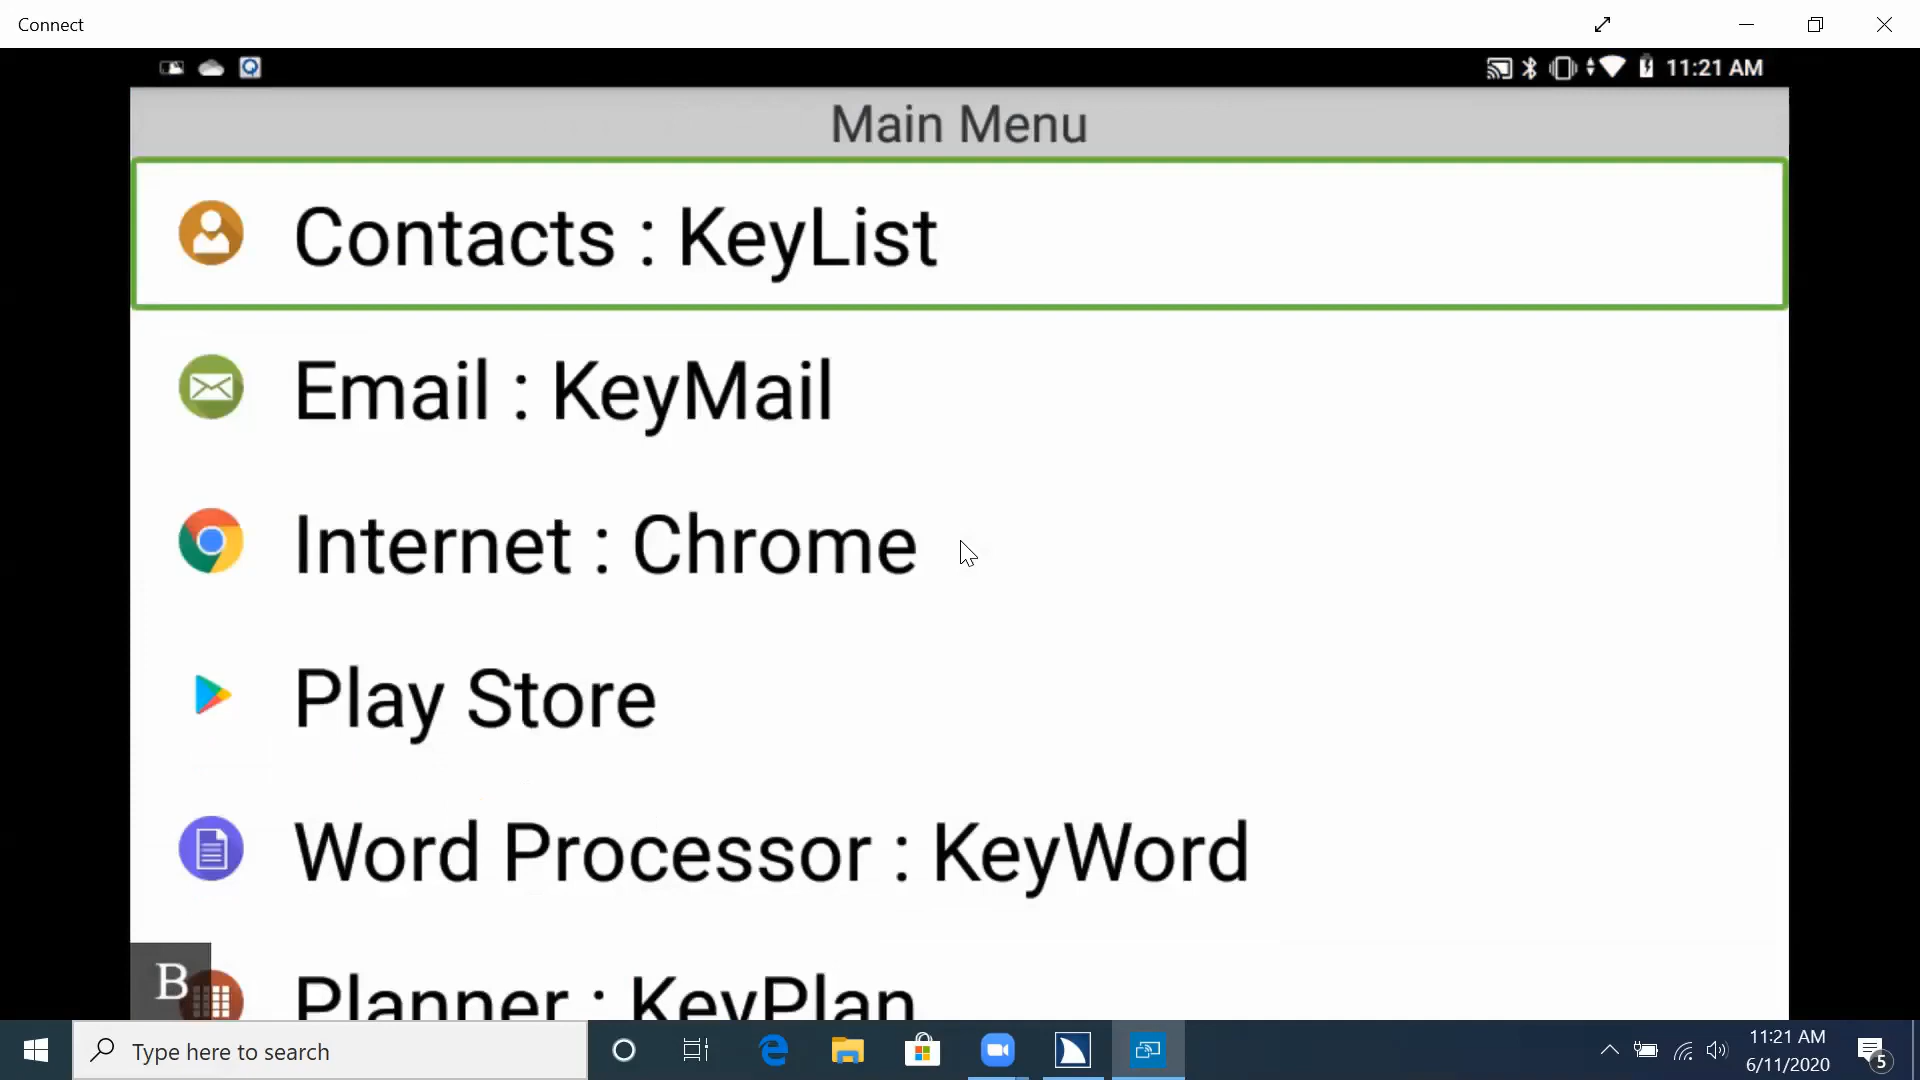 Connect
11:21 AM
Main Menu
Contacts : KeyList
Email : KeyMail
Internet : Chrome
Play Store
Word Processor : KeyWord
B
Planner : KeyPlan
Type here to search
11:21 AM
6/11/2020
5